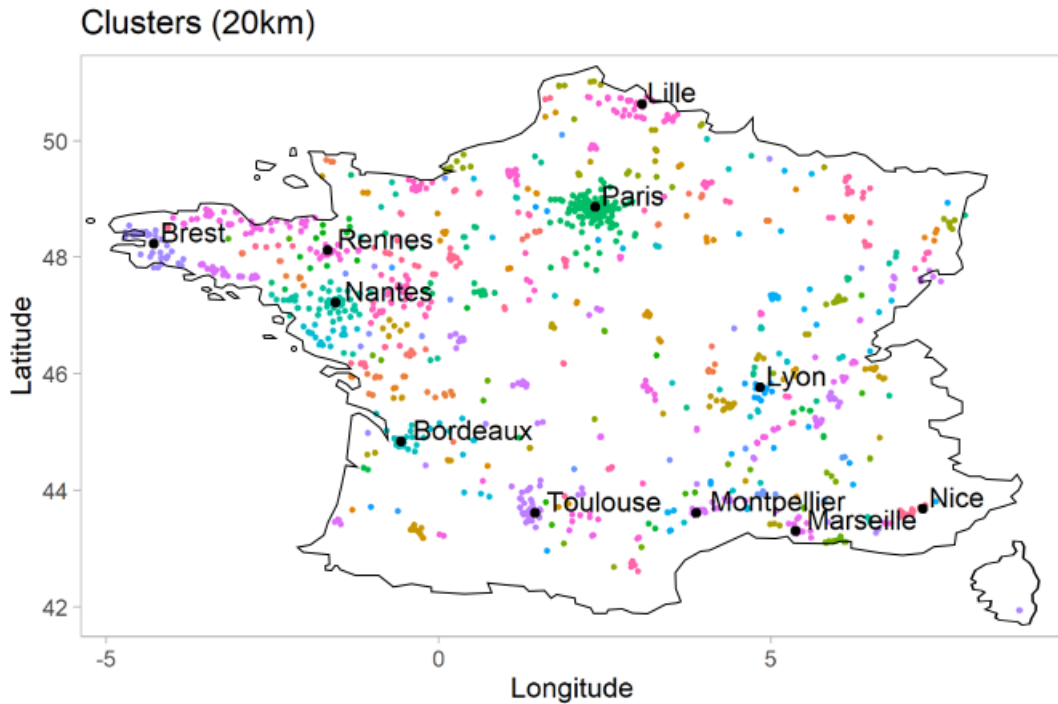 Clusters (20km)
Lille
50
Paris
Brest
Rennes
48
Nantes
Latitude
46
Lyon
Bordeaux
44
Toulouse
Montpellier
Nice
Marseille
42
-5
0
5
Longitude